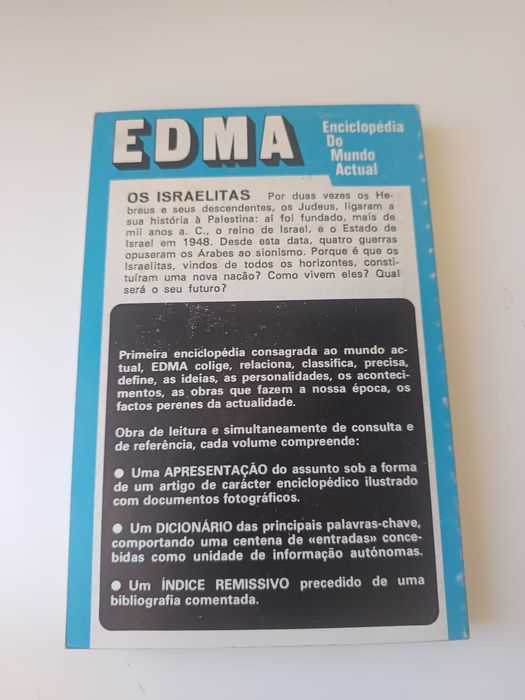 EDMA
Enciclopédia
Do
Mundo
Actual
OS ISRAELITAS Por duas vezes os He-
breus e seus descendentes, os Judeus, ligaram a
sua história à Palestina: aí foi fundado, mais de
mil anos a. C., o reino de Israel, e o Estado de
Israel em 1948. Desde esta data, quatro guerras
opuseram os Árabes ao sionismo. Porque é que os
Israelitas, vindos de todos os horizontes, consti-
tuíram uma nova nação? Como vivem eles? Qual
será o seu futuro?
Primeira enciclopédia consagrada ao mundo ac-
tual, EDMA colige, relaciona, classifica, precisa,
define, as ideias, as personalidades, os aconteci-
mentos, as obras que fazem a nossa época, os
factos perenes da actualidade.
Obra de leitura e simultaneamente de consulta e
de referência, cada volume compreende:
● Uma APRESENTAÇÃO do assunto sob a forma
de um artigo de carácter enciclopédico ilustrado
com documentos fotográficos.
● Um DICIONÁRIO das principais palavras-chave,
comportando uma centena de «entradas» conce-
bidas como unidade de informação autónomas.
● Um ÍNDICE REMISSIVO precedido de uma
bibliografia comentada.